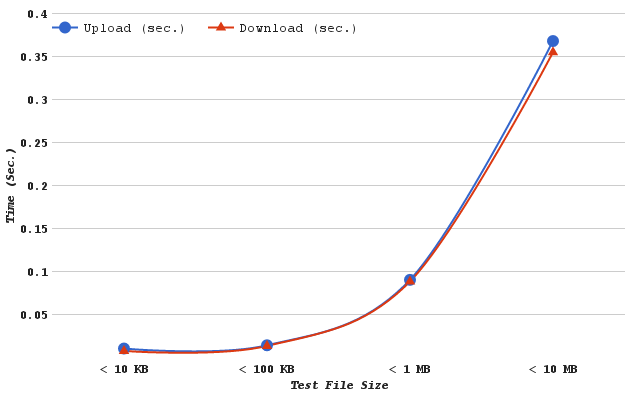 0.4
Upload (sec.) Download (sec.)
0.35
0.3
0.25
0.2
0.15
0.1
0.05
Time (Sec.)
< 10 KB < 100 KB < 1 MB < 10 MB
Test File Size